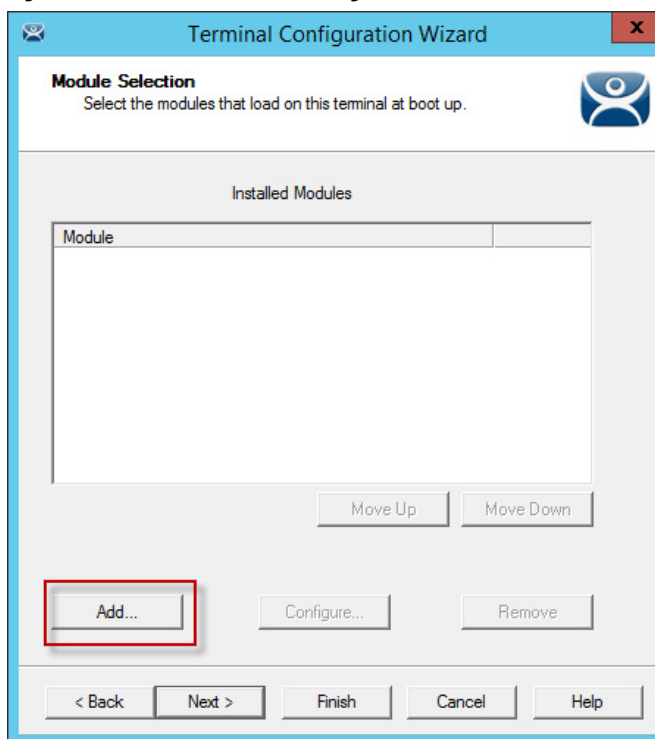 Terminal Configuration Wizard
x
Module Selection
Select the modules that load on this terminal at boot up.
Installed Modules
Module
Move Up
Move Down
Add...
Configure...
Remove
< Back
Next >
Finish
Cancel
Help